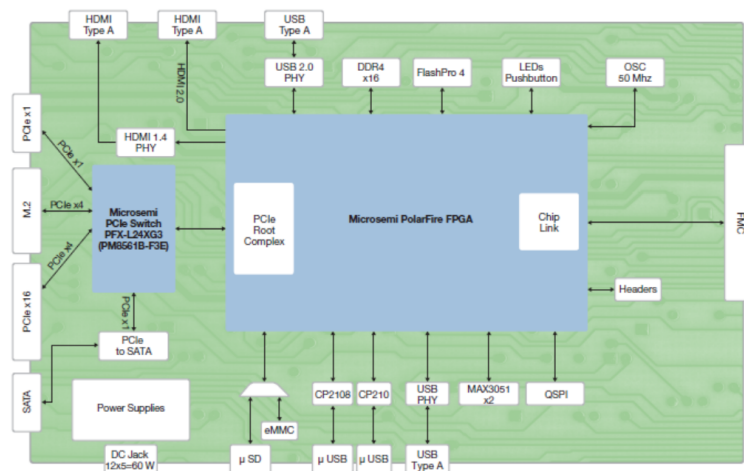 HDMI
Type A
HDMI
Type A
USB
Type A
HDMI 2.0
USB 2.0
PHY
DDR4
x16
FlashPro 4
LEDs
Pushbutton
OSC
50 Mhz
PCIe x1
PCIe x1
HDMI 1.4
PHY
M.2
PCIe x4
Microsemi
PCIe Switch
PFX-L24XG3
(PM8561B-F3E)
PCIe
Root
Complex
Microsemi PolarFire FPGA
Chip
Link
FMC
PCIe x4
PCIe x16
PCIe x1
Headers
PCIe
to SATA
SATA
Power Supplies
CP2108
CP210
USB
PHY
MAX3051
x2
QSPI
eMMC
DC Jack
12x5=60 W
µ SD
µ USB
µ USB
USB
Type A